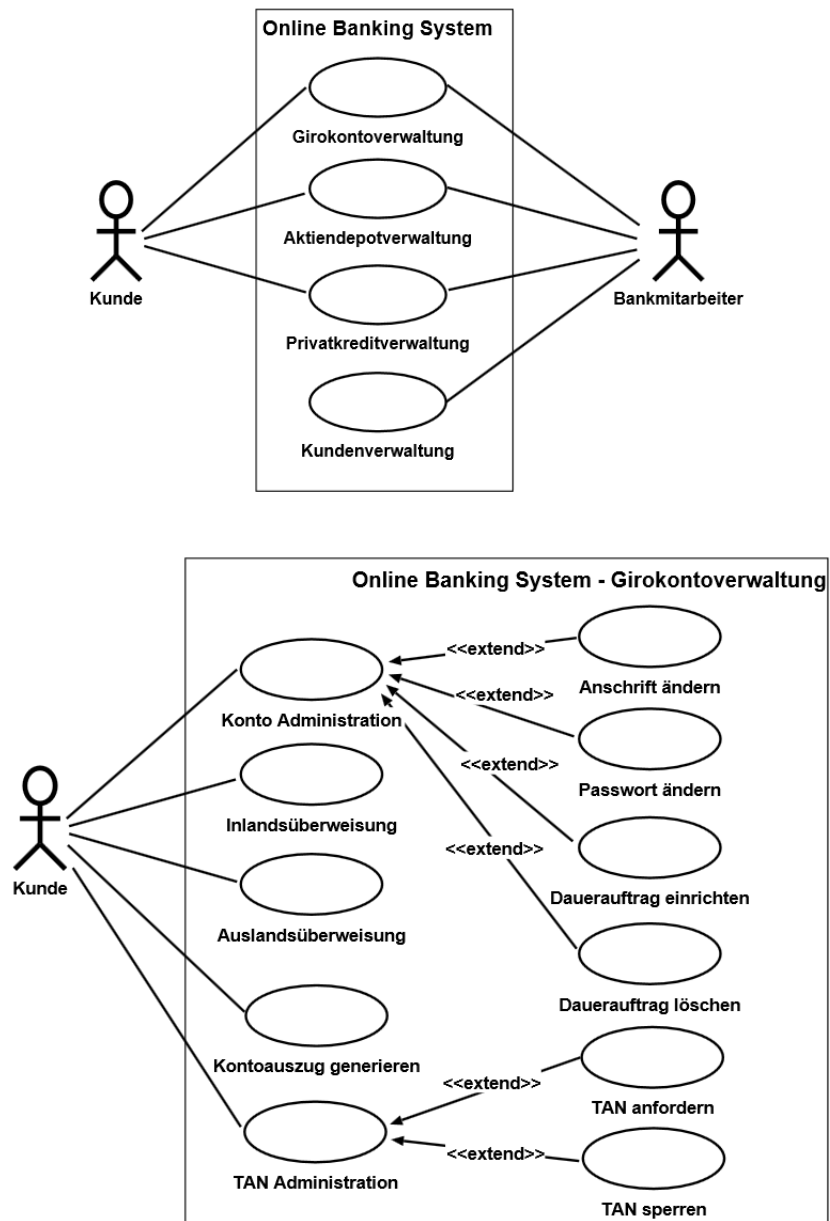 Online Banking System
Girokontoverwaltung
Aktiendepotverwaltung
Kunde
Bankmitarbeiter
Privatkreditverwaltung
Kundenverwaltung
Online Banking System - Girokontoverwaltung
<<extend>>
Anschrift ändern
<<extend>>
Konto Administration
<<extend>>
Passwort ändern
Inlandsüberweisung
<<extend>>
Kunde
Dauerauftrag einrichten
Auslandsüberweisung
Dauerauftrag löschen
Kontoauszug generieren
<<extend>>
TAN anfordern
<<extend>>
TAN Administration
TAN sperren